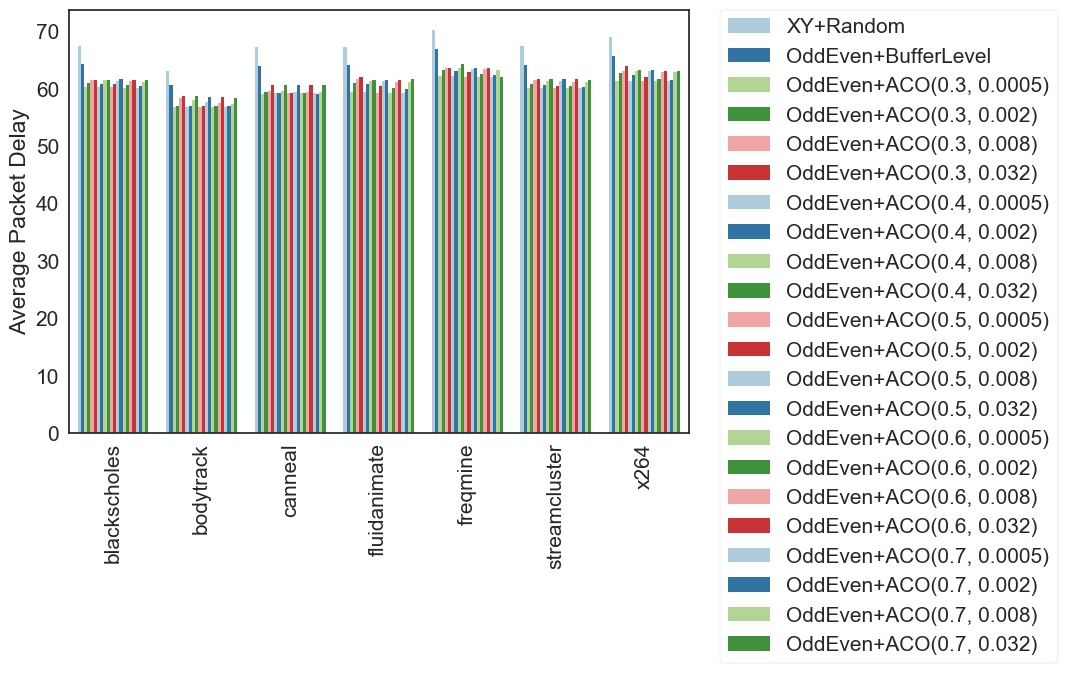 70
60
50
40
30
20
10
0
Average Packet Delay
blackscholes
bodytrack
canneal
fluidanimate
freqmine
streamcluster
x264
XY+Random
OddEven+BufferLevel
OddEven+ACO(0.3, 0.0005)
OddEven+ACO(0.3, 0.002)
OddEven+ACO(0.3, 0.008)
OddEven+ACO(0.3, 0.032)
OddEven+ACO(0.4, 0.0005)
OddEven+ACO(0.4, 0.002)
OddEven+ACO(0.4, 0.008)
OddEven+ACO(0.4, 0.032)
OddEven+ACO(0.5, 0.0005)
OddEven+ACO(0.5, 0.002)
OddEven+ACO(0.5, 0.008)
OddEven+ACO(0.5, 0.032)
OddEven+ACO(0.6, 0.0005)
OddEven+ACO(0.6, 0.002)
OddEven+ACO(0.6, 0.008)
OddEven+ACO(0.6, 0.032)
OddEven+ACO(0.7, 0.0005)
OddEven+ACO(0.7, 0.002)
OddEven+ACO(0.7, 0.008)
OddEven+ACO(0.7, 0.032)